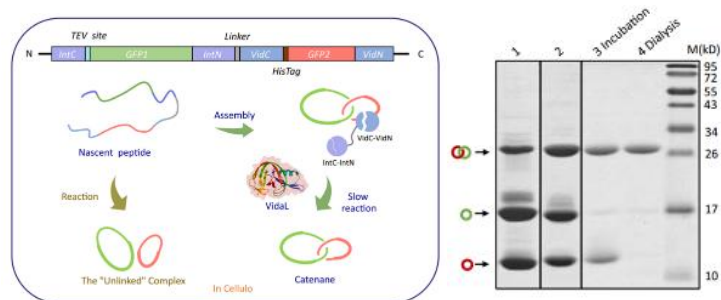 TEV site
Linker
N IntC GFP1 IntN VidC GFP2 VidN C
HisTag
Assembly
Nascent peptide
VidC-VidN
IntC-IntN
Reaction
VidaL
Slow
reaction
The "Unlinked" Complex
In Cellulo
Catenane
1 2 3 Incubation 4 Dialysis M(kD)
95
72
55
43
34
26
17
10